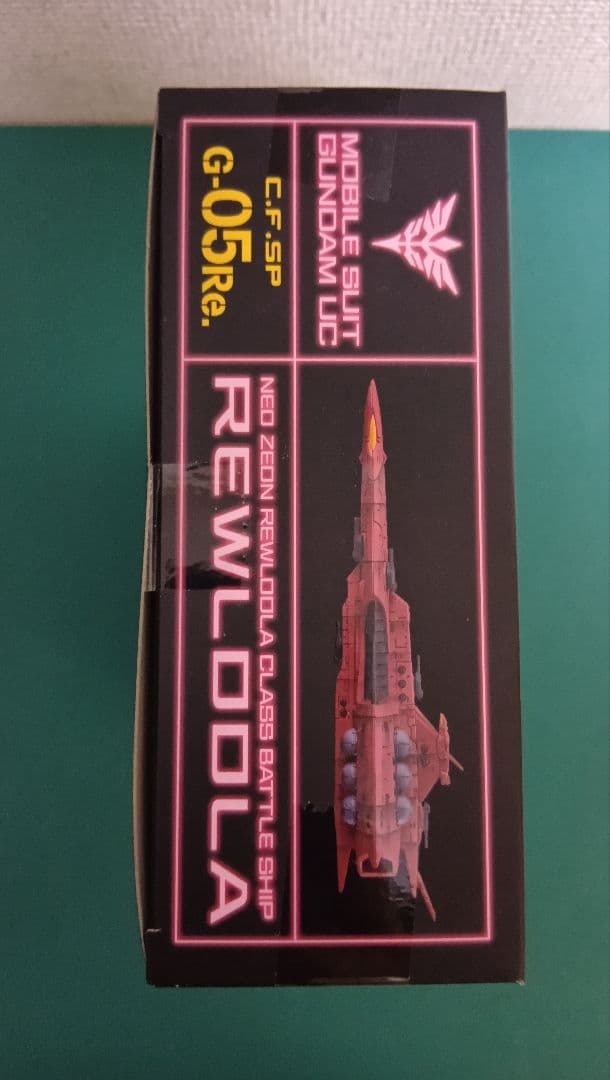 MOBILE SUIT
GUNDAM UC
C.F.SP
G-05Re.
NEO ZEON REWLOOLA CLASS BATTLE SHIP
REWLOOLA